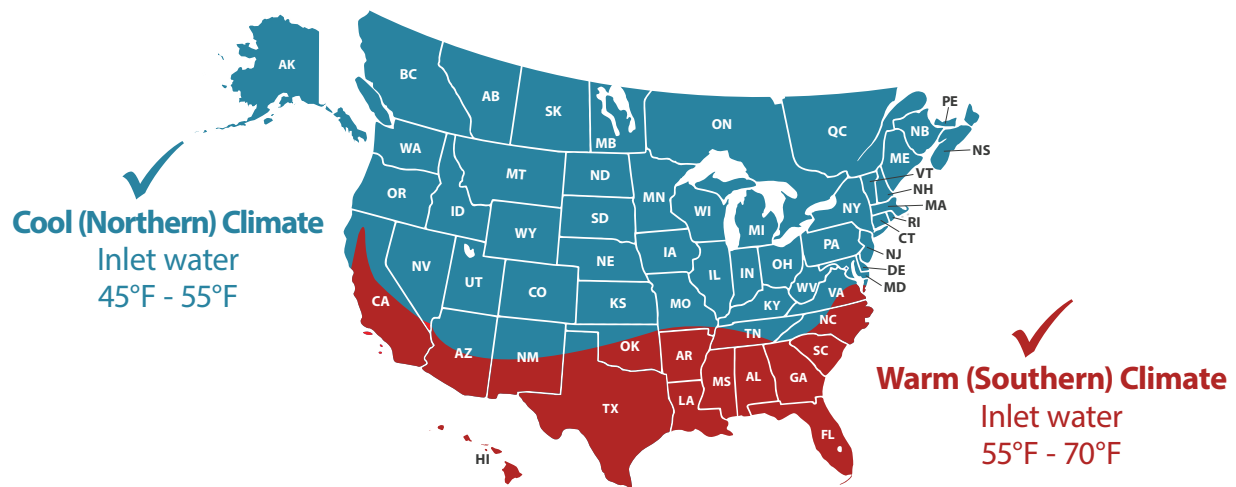 AK
BC
AB
SK
MB
ON
QC
PE
NB
NS
ME
VT
NH
MA
RI
CT
NJ
DE
MD
WA
MT
ND
MN
OR
ID
SD
WI
MI
NY
WY
IA
PA
NV
UT
NE
IL
IN
OH
CO
KS
MO
WV
VA
KY
CA
AZ
NM
OK
AR
TN
NC
SC
MS
AL
GA
TX
LA
FL
HI
Cool (Northern) Climate
Inlet water
45°F - 55°F
Warm (Southern) Climate
Inlet water
55°F - 70°F